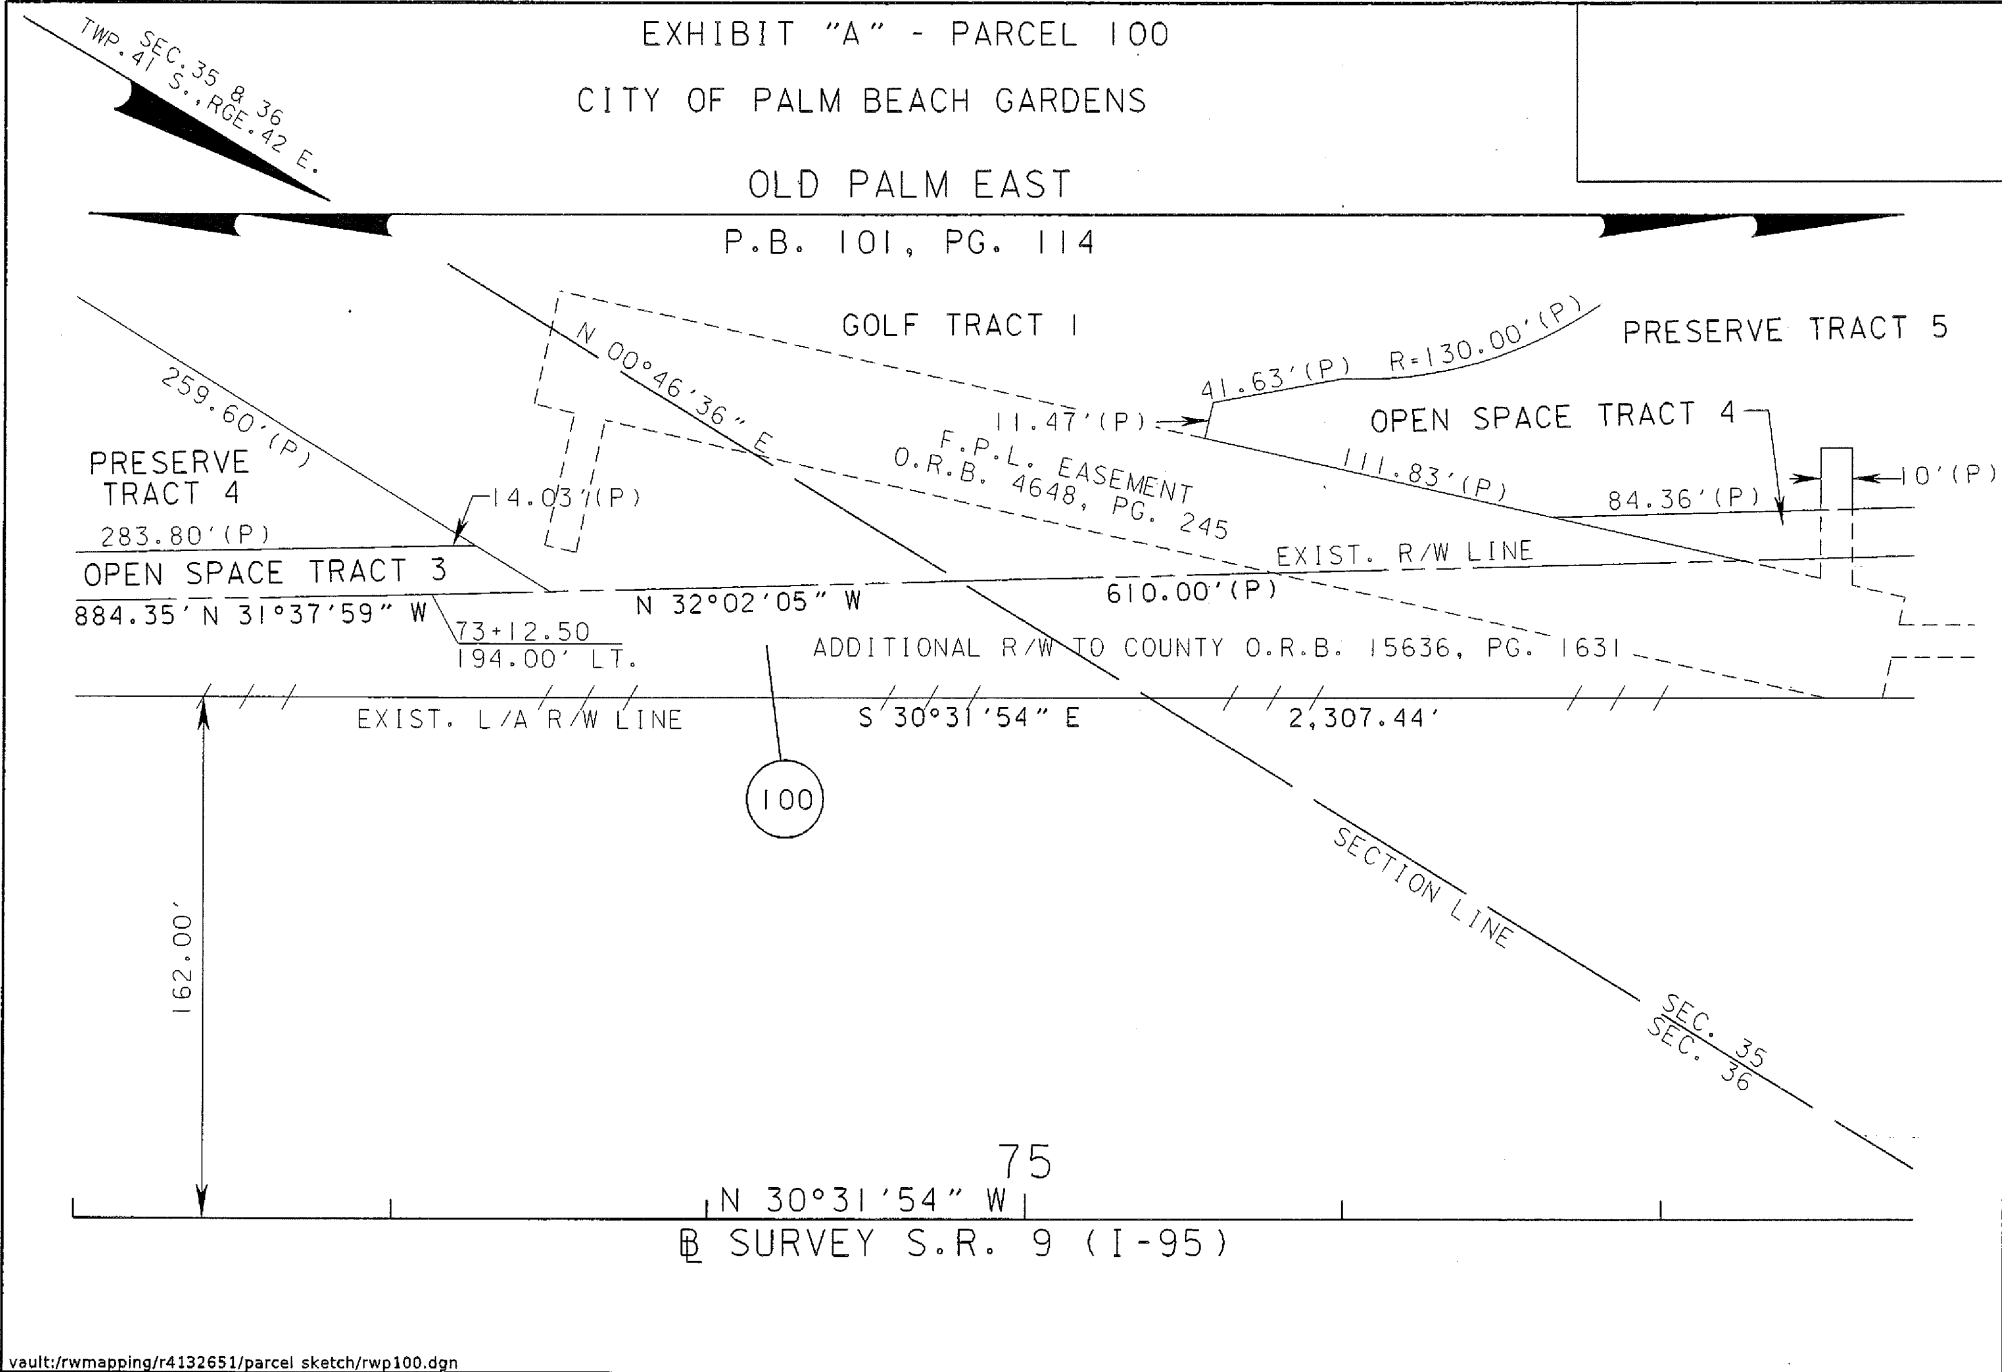 EXHIBIT "A" - PARCEL 100
CITY OF PALM BEACH GARDENS
SEC. 35 & 36
TWP. 41 S., RGE. 42 E.
OLD PALM EAST
P.B. 101, PG. 114
GOLF TRACT 1
PRESERVE TRACT 5
N 00°46'36" E
41.63'(P)
R=130.00'(P)
259.60'(P)
11.47'(P)
OPEN SPACE TRACT 4
F.P.L. EASEMENT
O.R.B. 4648, PG. 245
111.83'(P)
84.36'(P)
10'(P)
PRESERVE
TRACT 4
14.03'(P)
283.80'(P)
EXIST. R/W LINE
OPEN SPACE TRACT 3
884.35' N 31°37'59" W
N 32°02'05" W
610.00'(P)
73+12.50
194.00' LT.
ADDITIONAL R/W TO COUNTY O.R.B. 15636, PG. 1631
EXIST. L/A R/W LINE
S 30°31'54" E
2,307.44'
100
SECTION LINE
162.00'
SEC. 35
SEC. 36
75
N 30°31'54" W
BL SURVEY S.R. 9 (I-95)
vault:/rwmapping/r4132651/parcel sketch/rwp100.dgn